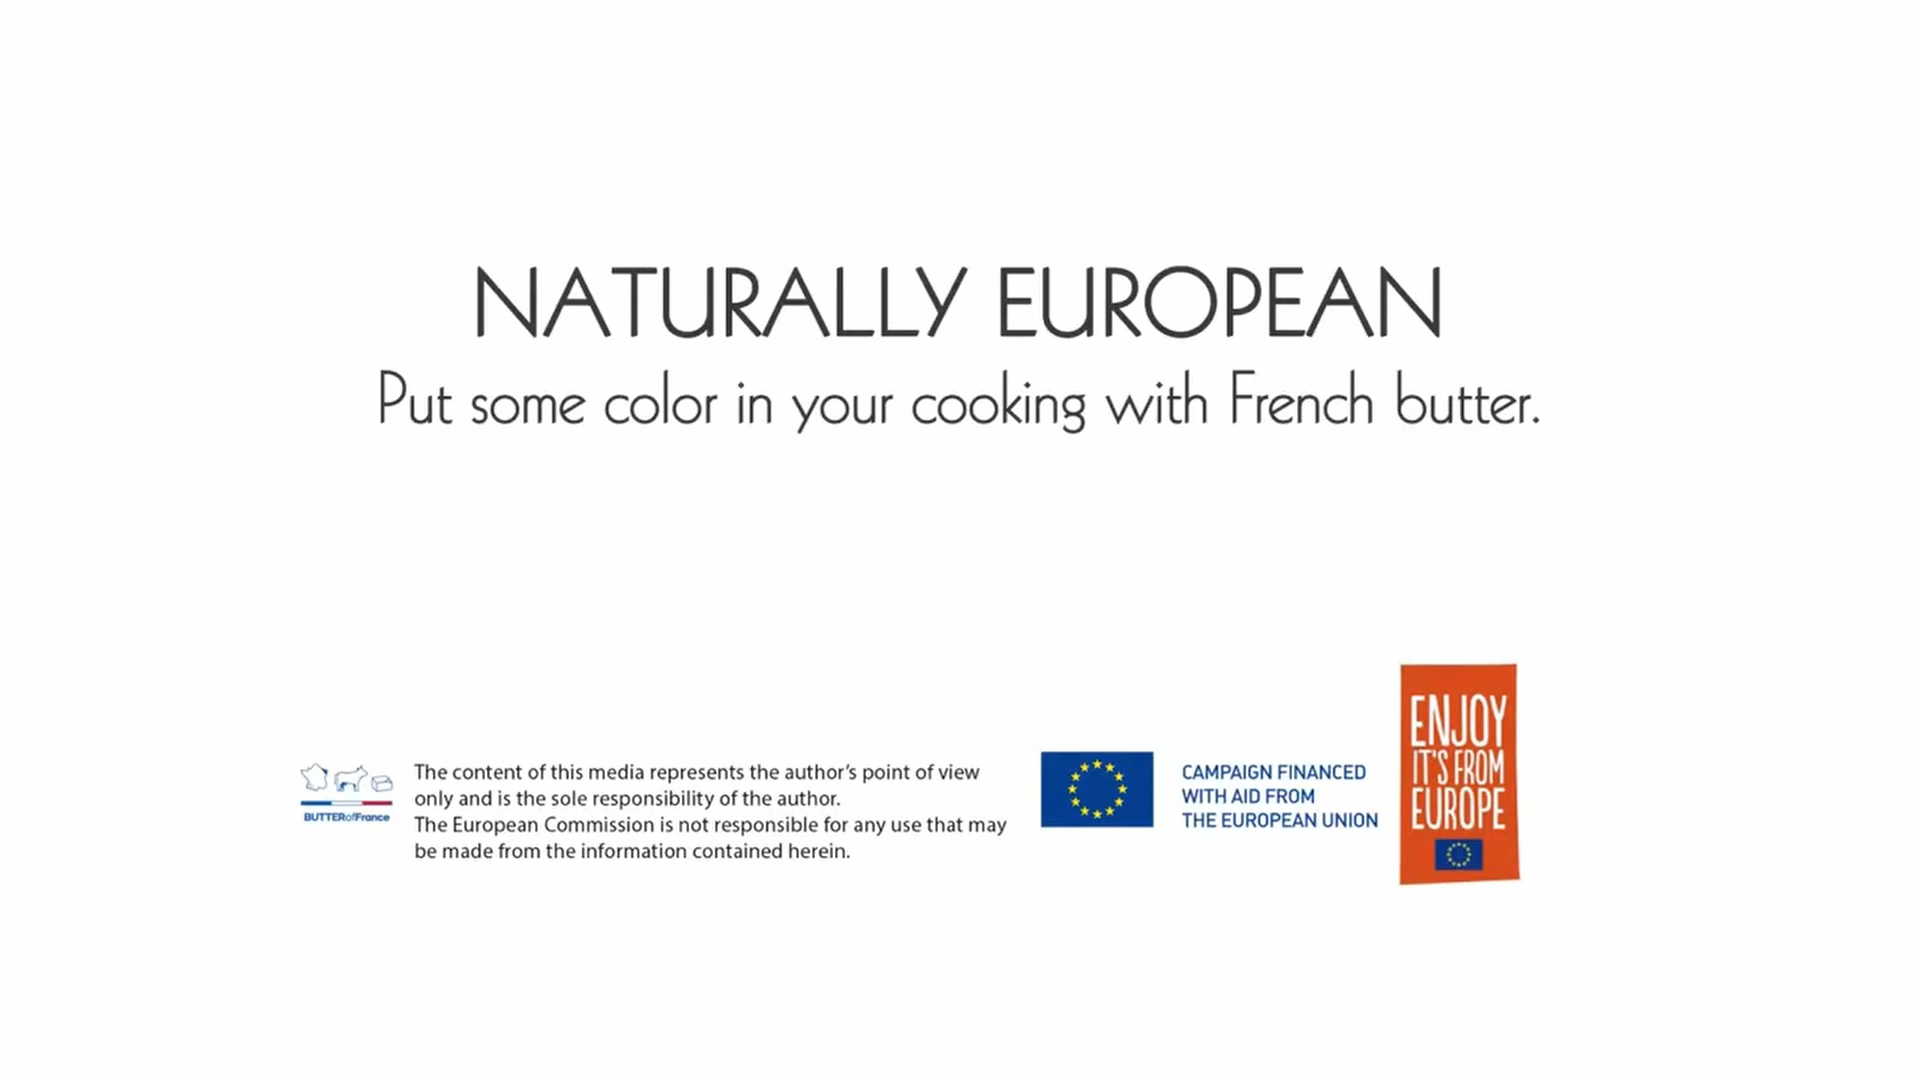 NATURALLY EUROPEAN
Put some color in your cooking with French butter.
BUTTERofFrance
The content of this media represents the author's point of view
only and is the sole responsibility of the author.
The European Commission is not responsible for any use that may
be made from the information contained herein.
CAMPAIGN FINANCED
WITH AID FROM
THE EUROPEAN UNION
ENJOY
IT'S FROM
EUROPE